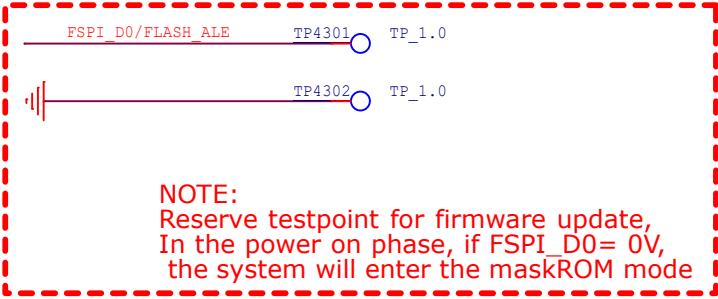 FSPI_D0/FLASH_ALE TP4301 TP_1.0
TP4302 TP_1.0
NOTE:
Reserve testpoint for firmware update,
In the power on phase, if FSPI_D0= 0V,
the system will enter the maskROM mode